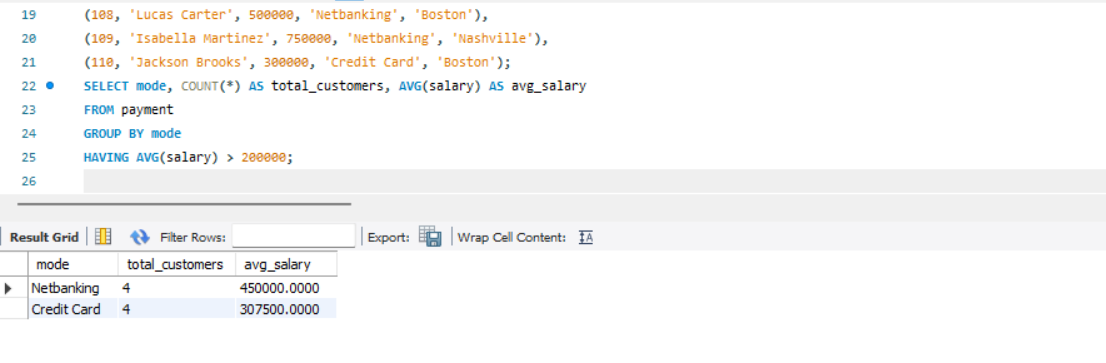 19 (108, 'Lucas Carter', 500000, 'Netbanking', 'Boston'),
20 (109, 'Isabella Martinez', 750000, 'Netbanking', 'Nashville'),
21 (110, 'Jackson Brooks', 300000, 'Credit Card', 'Boston');
22 SELECT mode, COUNT(*) AS total_customers, AVG(salary) AS avg_salary
23 FROM payment
24 GROUP BY mode
25 HAVING AVG(salary) > 200000;
26
Result Grid Filter Rows: Export: Wrap Cell Content: IA
mode total_customers avg_salary
Netbanking 4 450000.0000
Credit Card 4 307500.0000